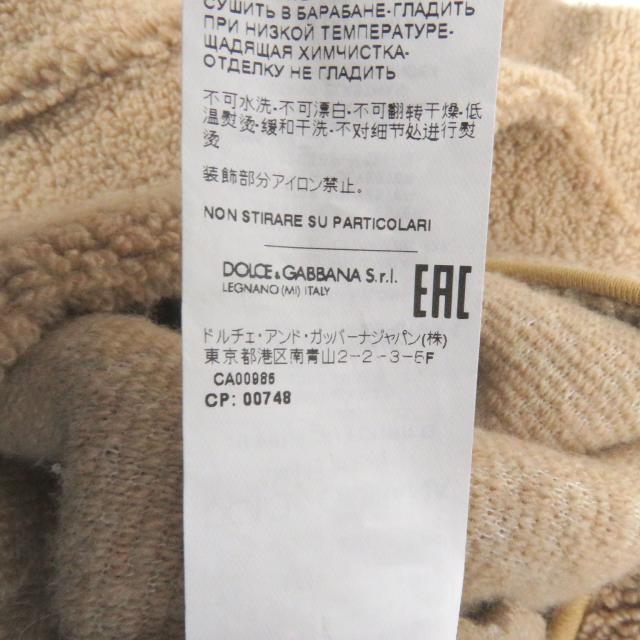 СУШИТЬ В БАРАБАНЕ-ГЛАДИТЬ
ПРИ НИЗКОЙ ТЕМПЕРАТУРЕ-
ЩАДЯЩАЯ ХИМЧИСТКА-
ОТДЕЛКУ НЕ ГЛАДИТЬ
不可水洗-不可漂白-不可翻转干燥-低
温熨烫-缓和干洗-不对细节处进行熨
烫
装飾部分アイロン禁止。
NON STIRARE SU PARTICOLARI
DOLCE&GABBANA S.r.l.
LEGNANO (MI) ITALY
EAC
ドルチェ・アンド・ガッバーナジャパン(株)
東京都港区南青山2-2-3-5F
CA00986
CP: 00748